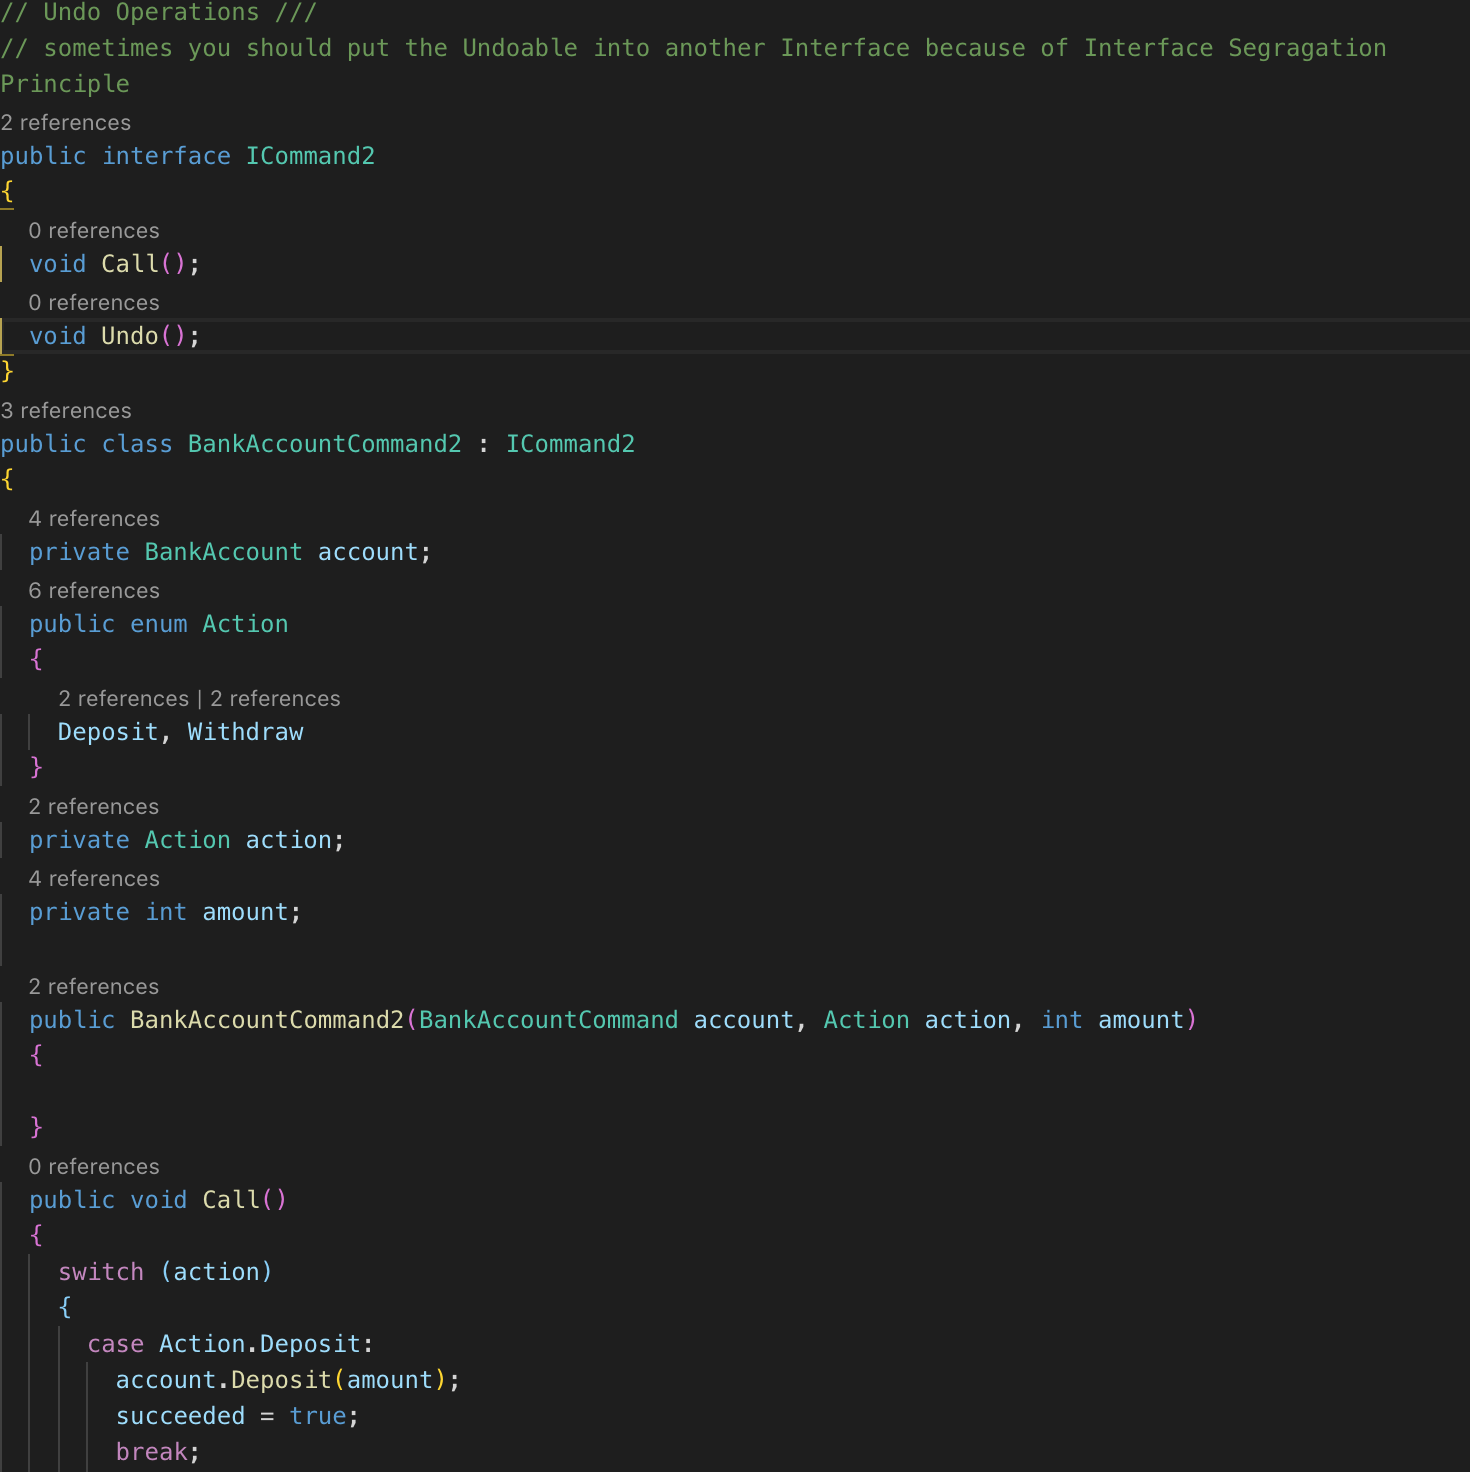 // Undo Operations ///
// sometimes you should put the Undoable into another Interface because of Interface Segragation
Principle
2 references
public interface ICommand2
{
0 references
void Call();
0 references
void Undo();
}
3 references
public class BankAccountCommand2 : ICommand2
{
4 references
private BankAccount account;
6 references
public enum Action
{
2 references | 2 references
Deposit, Withdraw
}
2 references
private Action action;
4 references
private int amount;
2 references
public BankAccountCommand2(BankAccountCommand account, Action action, int amount)
{
}
0 references
public void Call()
{
switch (action)
{
case Action.Deposit:
account.Deposit(amount);
succeeded = true;
break;